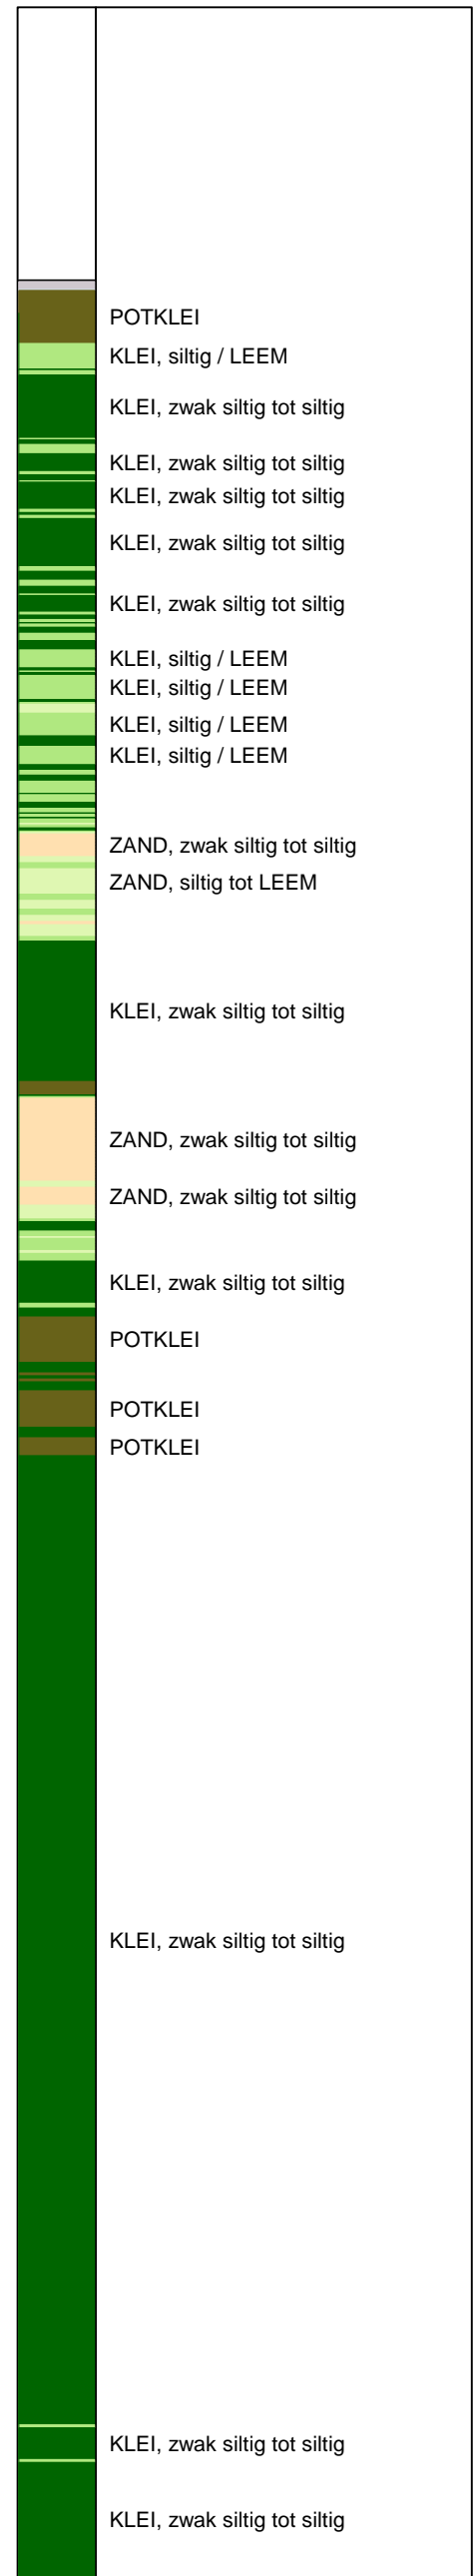 POTKLEI
KLEI, siltig / LEEM
KLEI, zwak siltig tot siltig
KLEI, zwak siltig tot siltig
KLEI, zwak siltig tot siltig
KLEI, zwak siltig tot siltig
KLEI, zwak siltig tot siltig
KLEI, siltig / LEEM
KLEI, siltig / LEEM
KLEI, siltig / LEEM
KLEI, siltig / LEEM
ZAND, zwak siltig tot siltig
ZAND, siltig tot LEEM
KLEI, zwak siltig tot siltig
ZAND, zwak siltig tot siltig
ZAND, zwak siltig tot siltig
KLEI, zwak siltig tot siltig
POTKLEI
POTKLEI
POTKLEI
KLEI, zwak siltig tot siltig
KLEI, zwak siltig tot siltig
KLEI, zwak siltig tot siltig